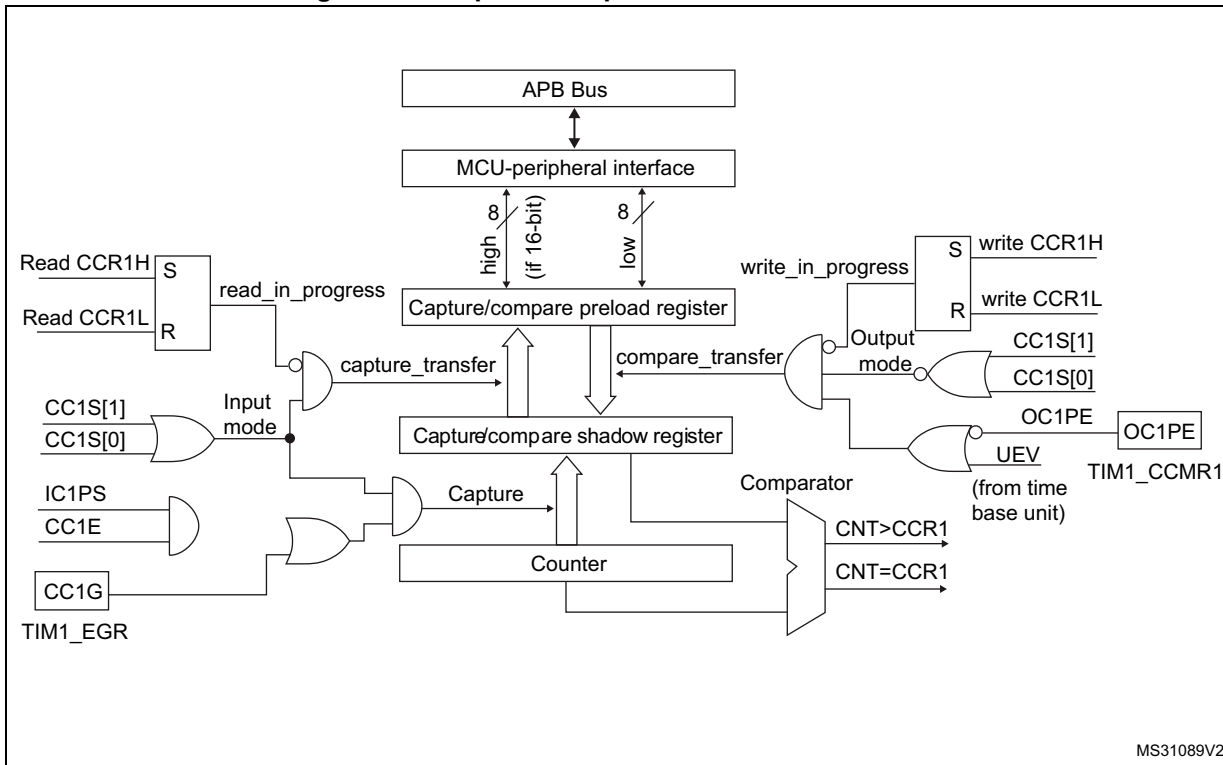 APB Bus
MCU-peripheral interface
8
high
(if 16-bit)
8
low
Read CCR1H
S
read_in_progress
Read CCR1L
R
write_in_progress
S
write CCR1H
R
write CCR1L
Capture/compare preload register
capture_transfer
compare_transfer
Output
mode
CC1S[1]
CC1S[0]
CC1S[1]
CC1S[0]
Input
mode
Capture/compare shadow register
OC1PE
OC1PE
UEV
TIM1_CCMR1
(from time
base unit)
IC1PS
CC1E
Capture
Comparator
CNT>CCR1
CNT=CCR1
Counter
CC1G
TIM1_EGR
MS31089V2